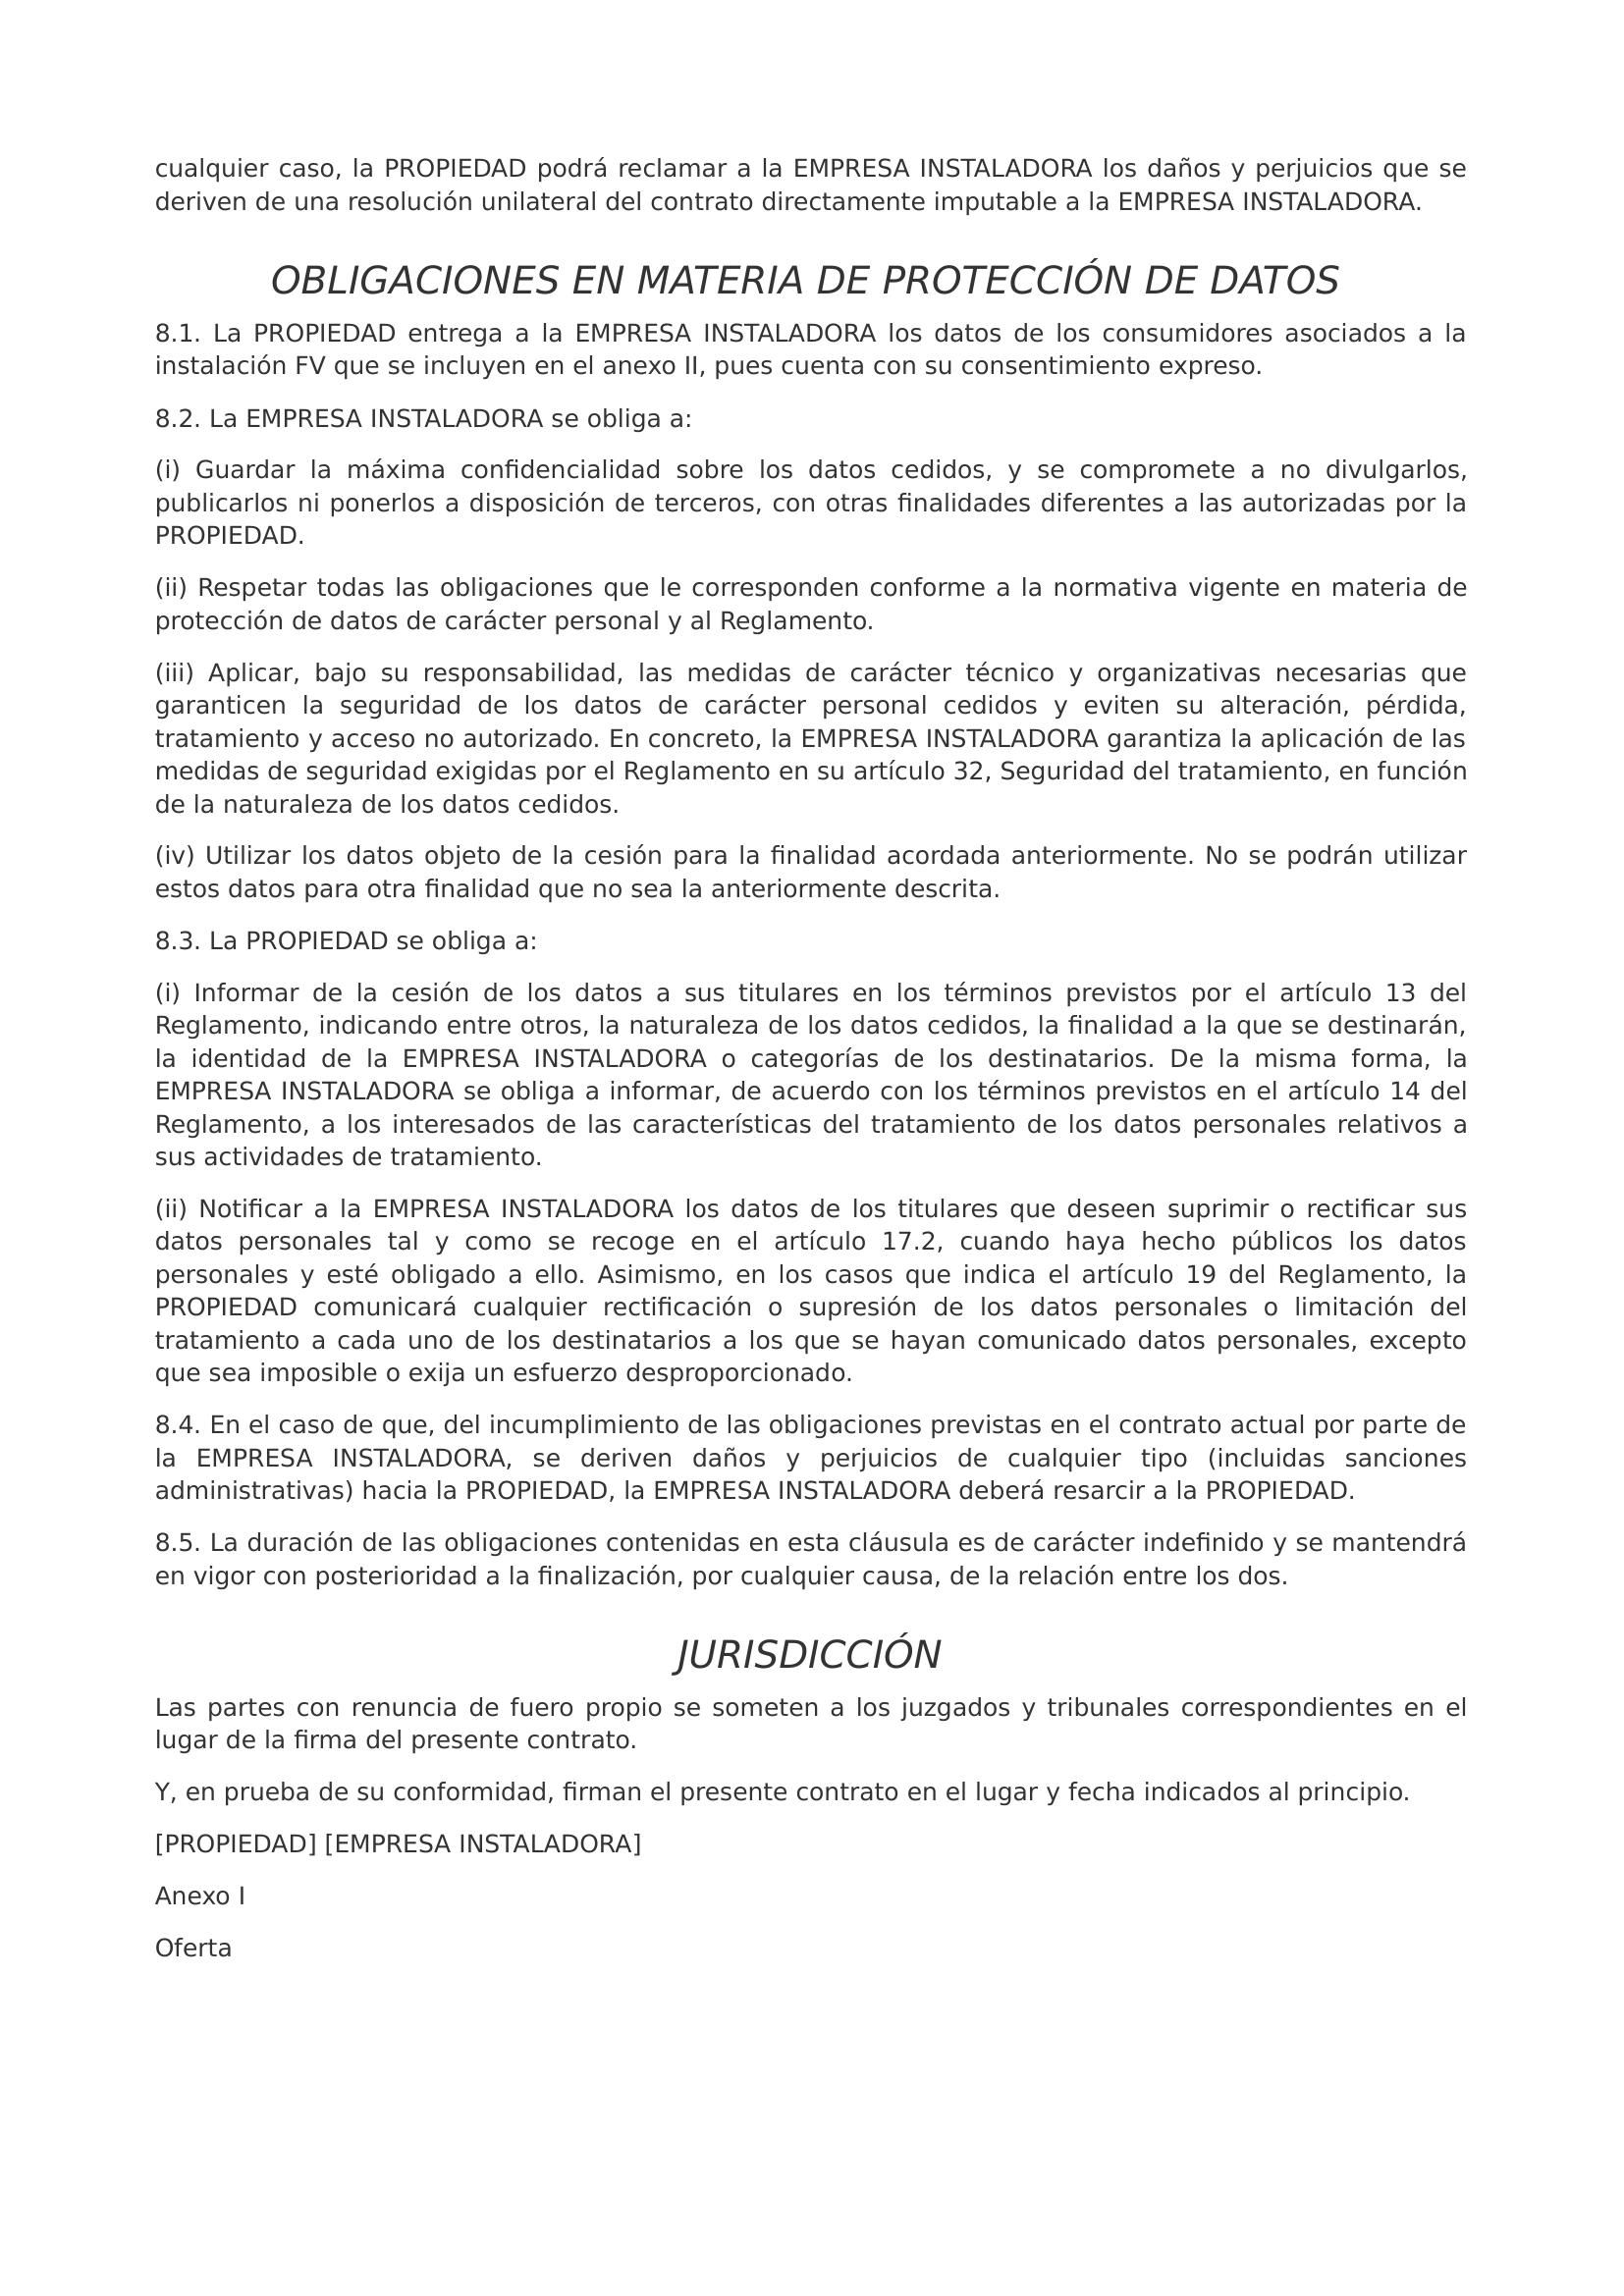 cualquier caso, la PROPIEDAD podrá reclamar a la EMPRESA INSTALADORA los daños y perjuicios que se
deriven de una resolución unilateral del contrato directamente imputable a la EMPRESA INSTALADORA.
OBLIGACIONES EN MATERIA DE PROTECCIÓN DE DATOS
8.1. La PROPIEDAD entrega a la EMPRESA INSTALADORA los datos de los consumidores asociados a la
instalación FV que se incluyen en el anexo II, pues cuenta con su consentimiento expreso.
8.2. La EMPRESA INSTALADORA se obliga a:
(i) Guardar la máxima confidencialidad sobre los datos cedidos, y se compromete a no divulgarlos,
publicarlos ni ponerlos a disposición de terceros, con otras finalidades diferentes a las autorizadas por la
PROPIEDAD.
(ii) Respetar todas las obligaciones que le corresponden conforme a la normativa vigente en materia de
protección de datos de carácter personal y al Reglamento.
(iii) Aplicar, bajo su responsabilidad, las medidas de carácter técnico y organizativas necesarias que
garanticen la seguridad de los datos de carácter personal cedidos y eviten su alteración, pérdida,
tratamiento y acceso no autorizado. En concreto, la EMPRESA INSTALADORA garantiza la aplicación de las
medidas de seguridad exigidas por el Reglamento en su artículo 32, Seguridad del tratamiento, en función
de la naturaleza de los datos cedidos.
(iv) Utilizar los datos objeto de la cesión para la finalidad acordada anteriormente. No se podrán utilizar
estos datos para otra finalidad que no sea la anteriormente descrita.
8.3. La PROPIEDAD se obliga a:
(i) Informar de la cesión de los datos a sus titulares en los términos previstos por el artículo 13 del
Reglamento, indicando entre otros, la naturaleza de los datos cedidos, la finalidad a la que se destinarán,
la identidad de la EMPRESA INSTALADORA o categorías de los destinatarios. De la misma forma, la
EMPRESA INSTALADORA se obliga a informar, de acuerdo con los términos previstos en el artículo 14 del
Reglamento, a los interesados de las características del tratamiento de los datos personales relativos a
sus actividades de tratamiento.
(ii) Notificar a la EMPRESA INSTALADORA los datos de los titulares que deseen suprimir o rectificar sus
datos personales tal y como se recoge en el artículo 17.2, cuando haya hecho públicos los datos
personales y esté obligado a ello. Asimismo, en los casos que indica el artículo 19 del Reglamento, la
PROPIEDAD comunicará cualquier rectificación o supresión de los datos personales o limitación del
tratamiento a cada uno de los destinatarios a los que se hayan comunicado datos personales, excepto
que sea imposible o exija un esfuerzo desproporcionado.
8.4. En el caso de que, del incumplimiento de las obligaciones previstas en el contrato actual por parte de
la EMPRESA INSTALADORA, se deriven daños y perjuicios de cualquier tipo (incluidas sanciones
administrativas) hacia la PROPIEDAD, la EMPRESA INSTALADORA deberá resarcir a la PROPIEDAD.
8.5. La duración de las obligaciones contenidas en esta cláusula es de carácter indefinido y se mantendrá
en vigor con posterioridad a la finalización, por cualquier causa, de la relación entre los dos.
JURISDICCIÓN
Las partes con renuncia de fuero propio se someten a los juzgados y tribunales correspondientes en el
lugar de la firma del presente contrato.
Y, en prueba de su conformidad, firman el presente contrato en el lugar y fecha indicados al principio.
[PROPIEDAD] [EMPRESA INSTALADORA]
Anexo I
Oferta